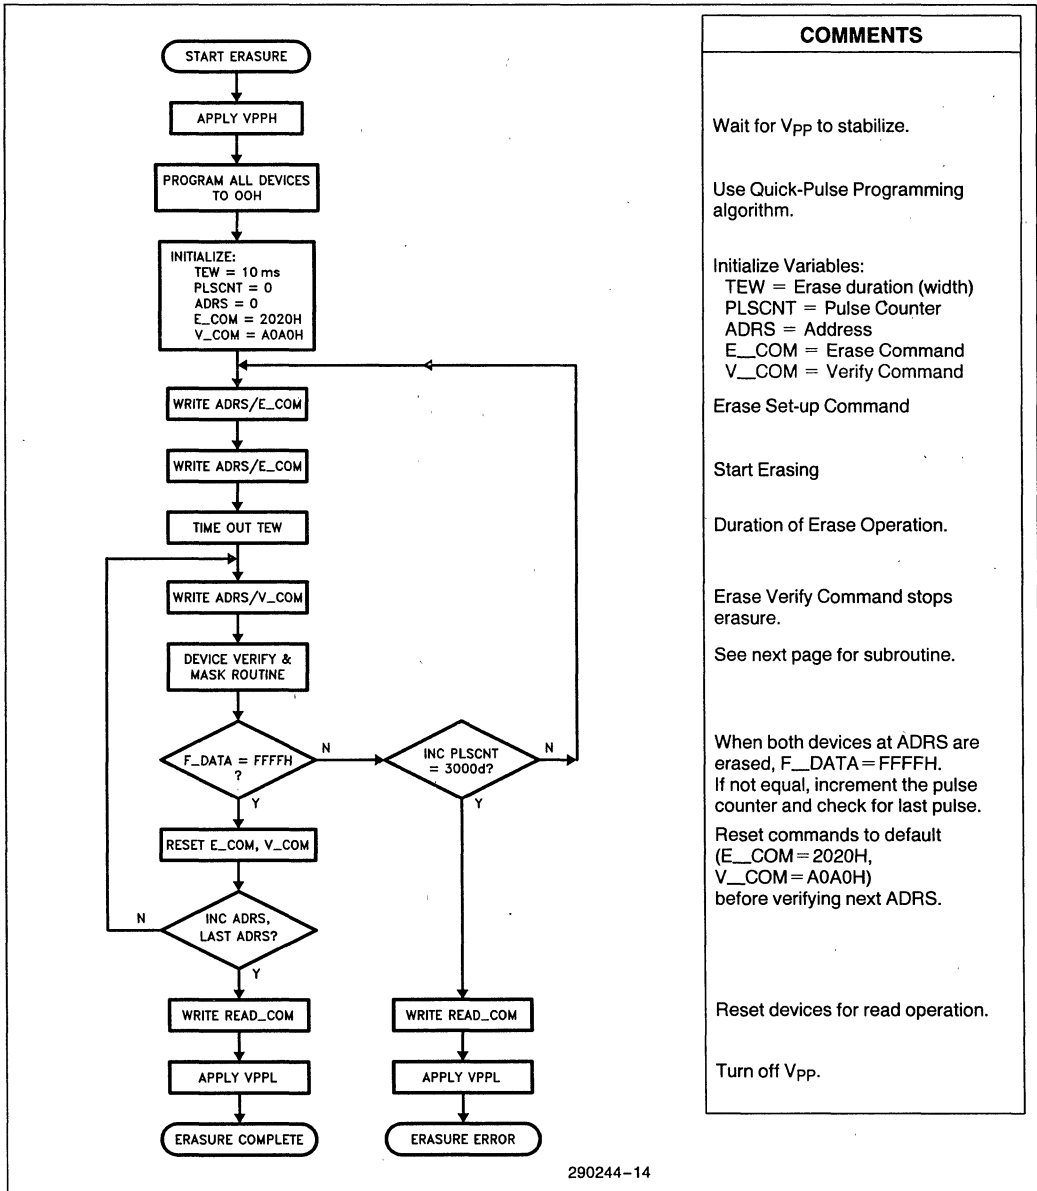 START ERASURE
APPLY VPPH
PROGRAM ALL DEVICES
TO 00H
INITIALIZE:
TEW = 10 ms
PLSCNT = 0
ADRS = 0
E_COM = 2020H
V_COM = A0A0H
WRITE ADRS/E_COM
WRITE ADRS/E_COM
TIME OUT TEW
WRITE ADRS/V_COM
DEVICE VERIFY &
MASK ROUTINE
F_DATA = FFFFH
?
N
Y
INC PLSCNT
= 3000d?
N
Y
RESET E_COM, V_COM
INC ADRS,
LAST ADRS?
N
Y
WRITE READ_COM
WRITE READ_COM
APPLY VPPL
APPLY VPPL
ERASURE COMPLETE
ERASURE ERROR
COMMENTS
Wait for VPP to stabilize.
Use Quick-Pulse Programming
algorithm.
Initialize Variables:
TEW = Erase duration (width)
PLSCNT = Pulse Counter
ADRS = Address
E__COM = Erase Command
V__COM = Verify Command
Erase Set-up Command
Start Erasing
Duration of Erase Operation.
Erase Verify Command stops
erasure.
See next page for subroutine.
When both devices at ADRS are
erased, F__DATA = FFFFH.
If not equal, increment the pulse
counter and check for last pulse.
Reset commands to default
(E__COM = 2020H,
V__COM = A0A0H)
before verifying next ADRS.
Reset devices for read operation.
Turn off VPP.
290244-14